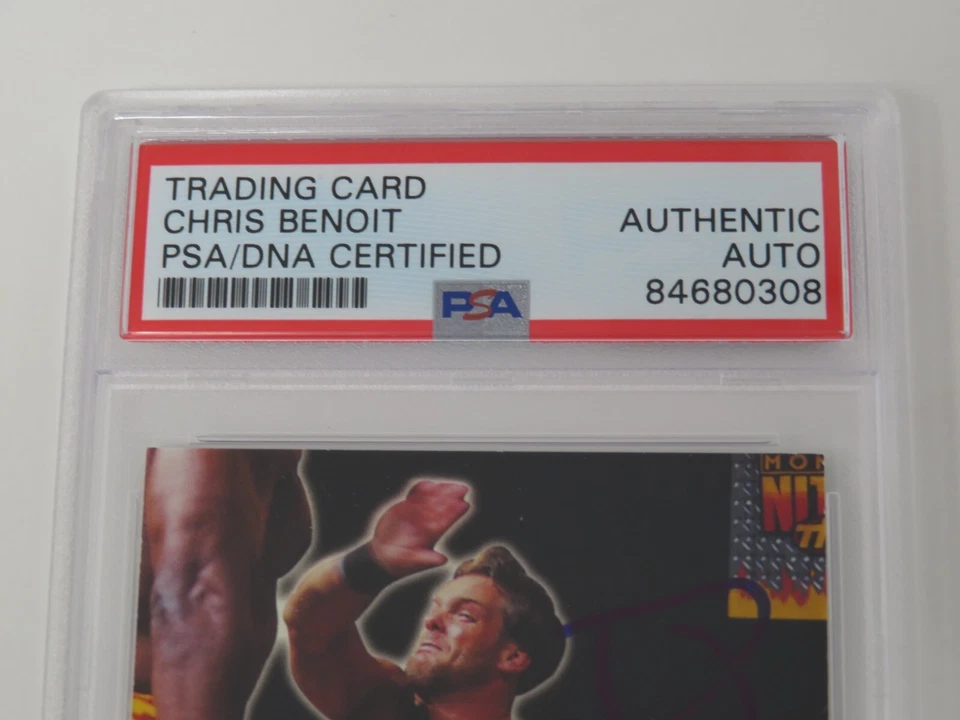 TRADING CARD
CHRIS BENOIT
PSA/DNA CERTIFIED
AUTHENTIC
AUTO
84680308
PSA